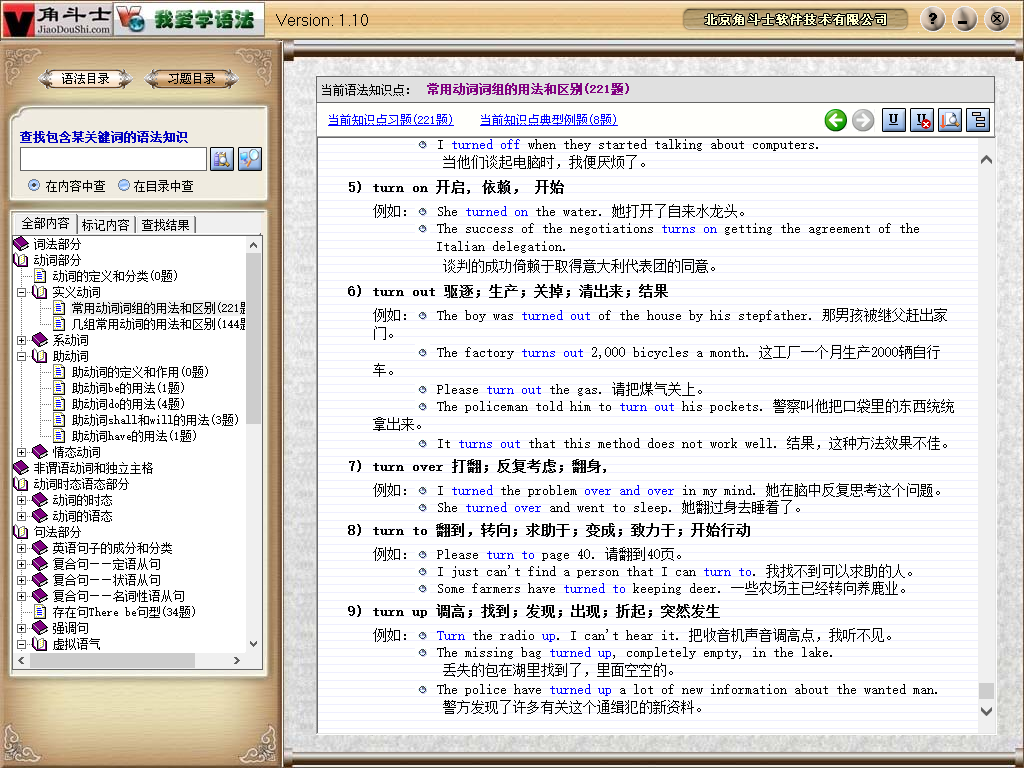 角斗士
JiaoDouShi.com
我爱学语法
Version: 1.10
北京角斗士软件技术有限公司
语法目录
习题目录
查找包含某关键词的语法知识
在内容中查
在目录中查
全部内容
标记内容
查找结果
词法部分
动词部分
动词的定义和分类(0题)
实义动词
常用动词词组的用法和区别(221题
几组常用动词的用法和区别(144题
系动词
助动词
助动词的定义和作用(0题)
助动词be的用法(1题)
助动词do的用法(4题)
助动词shall和will的用法(3题)
助动词have的用法(1题)
情态动词
非谓语动词和独立主格
动词时态语态部分
动词的时态
动词的语态
句法部分
英语句子的成分和分类
复合句－－定语从句
复合句－－状语从句
复合句－－名词性语从句
存在句There be句型(34题)
强调句
虚拟语气
当前语法知识点： 常用动词词组的用法和区别(221题)
当前知识点习题(221题)
当前知识点典型例题(8题)
I turned off when they started talking about computers.
当他们谈起电脑时，我便厌烦了。
5) turn on 开启，依赖， 开始
例如： She turned on the water. 她打开了自来水龙头。
The success of the negotiations turns on getting the agreement of the
Italian delegation.
谈判的成功倚赖于取得意大利代表团的同意。
6) turn out 驱逐；生产；关掉；清出来；结果
例如： The boy was turned out of the house by his stepfather. 那男孩被继父赶出家
门。
The factory turns out 2,000 bicycles a month. 这工厂一个月生产2000辆自行
车。
Please turn out the gas. 请把煤气关上。
The policeman told him to turn out his pockets. 警察叫他把口袋里的东西统统
拿出来。
It turns out that this method does not work well. 结果，这种方法效果不佳。
7) turn over 打翻；反复考虑；翻身，
例如： I turned the problem over and over in my mind. 她在脑中反复思考这个问题。
She turned over and went to sleep. 她翻过身去睡着了。
8) turn to 翻到，转向；求助于；变成；致力于；开始行动
例如： Please turn to page 40. 请翻到40页。
I just can't find a person that I can turn to. 我找不到可以求助的人。
Some farmers have turned to keeping deer. 一些农场主已经转向养鹿业。
9) turn up 调高；找到；发现；出现；折起；突然发生
例如： Turn the radio up. I can't hear it. 把收音机声音调高点，我听不见。
The missing bag turned up, completely empty, in the lake.
丢失的包在湖里找到了，里面空空的。
The police have turned up a lot of new information about the wanted man.
警方发现了许多有关这个通缉犯的新资料。